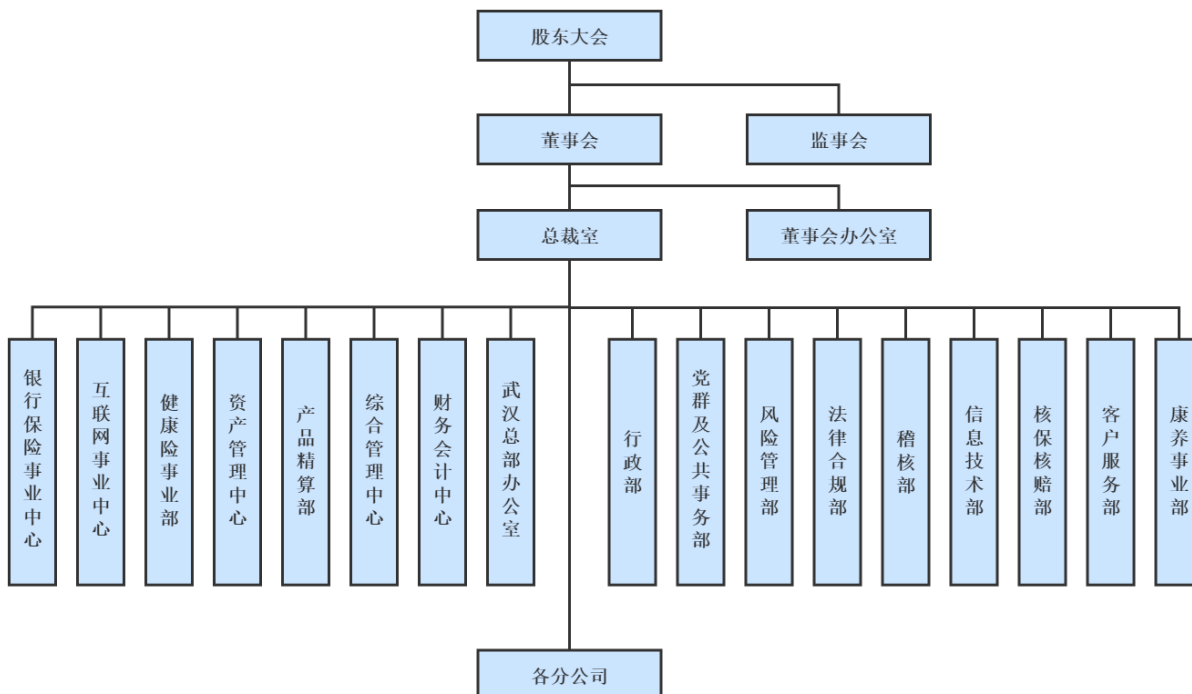 股东大会
董事会
监事会
总裁室
董事会办公室
银行保险事业中心
互联网事业中心
健康险事业部
资产管理中心
产品精算部
综合管理中心
财务会计中心
武汉总部办公室
行政部
党群及公共事务部
风险管理部
法律合规部
稽核部
信息技术部
核保核赔部
客户服务部
康养事业部
各分公司